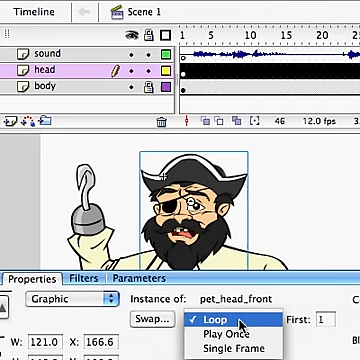 Timeline Scene 1
1 5 10 15 20 25
sound
head
body
46 12.0 fps 3.
Properties Filters Parameters
Graphic Instance of: pet_head_front
Swap... ✓ Loop First: 1
Play Once
W: 121.0 X: 166.6
Single Frame